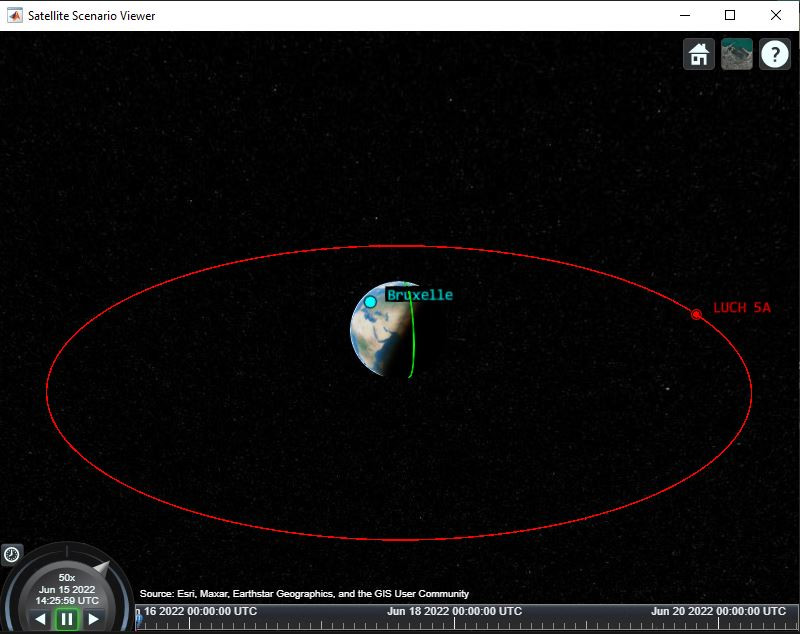 Satellite Scenario Viewer
?
Bruxelle
LUCH 5A
50x
Jun 15 2022
14:25:59 UTC
Source: Esri, Maxar, Earthstar Geographics, and the GIS User Community
16 2022 00:00:00 UTC
Jun 18 2022 00:00:00 UTC
Jun 20 2022 00:00:00 UTC